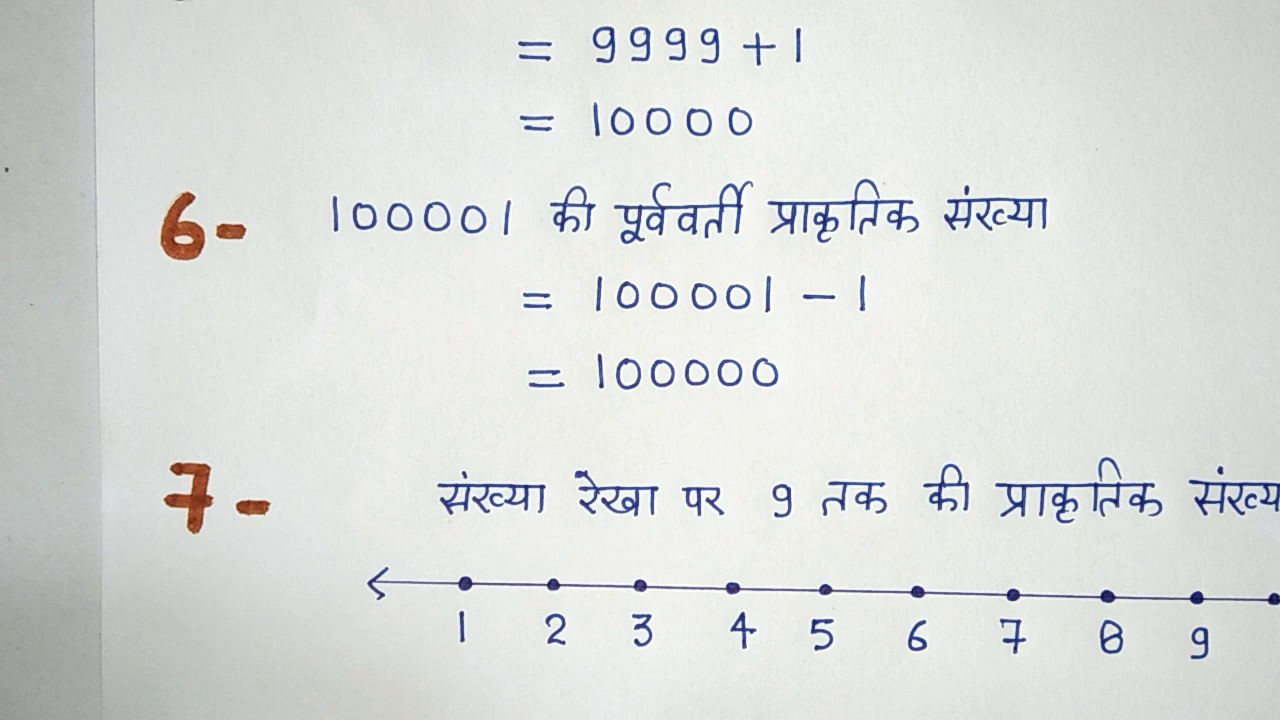 = 9999 + 1
= 10000
6- 100001 की पूर्ववर्ती प्राकृतिक संख्या
= 100001 - 1
= 100000
7- संख्या रेखा पर 9 तक की प्राकृतिक
1 2 3 4 5 6 7 8 9